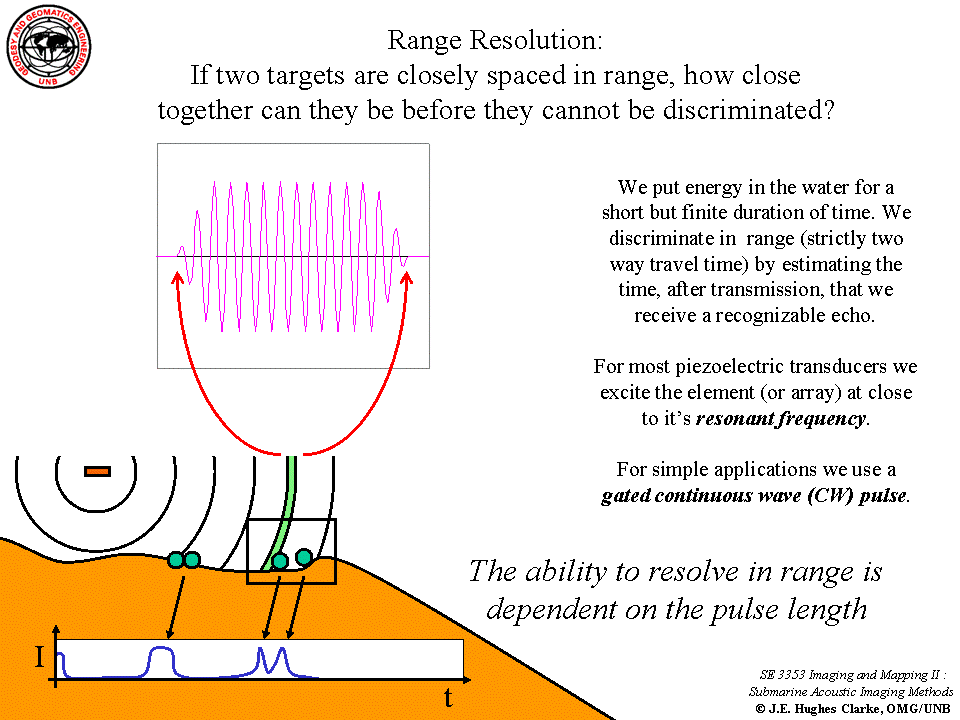 GEODESY AND GEOMATICS ENGINEERING
UNB
Range Resolution:
If two targets are closely spaced in range, how close
together can they be before they cannot be discriminated?
We put energy in the water for a
short but finite duration of time. We
discriminate in range (strictly two
way travel time) by estimating the
time, after transmission, that we
receive a recognizable echo.
For most piezoelectric transducers we
excite the element (or array) at close
to it's resonant frequency.
For simple applications we use a
gated continuous wave (CW) pulse.
The ability to resolve in range is
dependent on the pulse length
I
t
SE 3353 Imaging and Mapping II :
Submarine Acoustic Imaging Methods
© J.E. Hughes Clarke, OMG/UNB